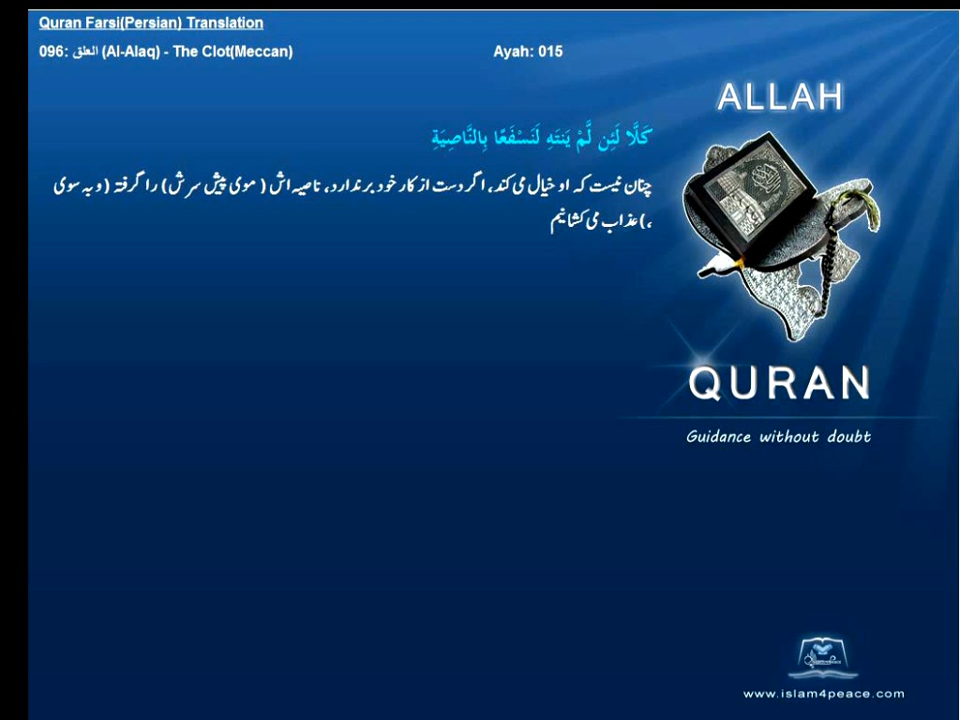 Quran Farsi(Persian) Translation
096: العلق (Al-Alaq) - The Clot(Meccan)
Ayah: 015
ALLAH
كَلَّا لَئِن لَّمْ يَنتَهِ لَنَسْفَعًا بِالنَّاصِيَةِ
چنان نیست که او خیال می کند، اگر دست از کار خود بر ندارد، ناصیه اش ( موی پیش سرش) را گرفته (و به سوی
عذاب می کشانیم (،
QURAN
Guidance without doubt
www.islam4peace.com